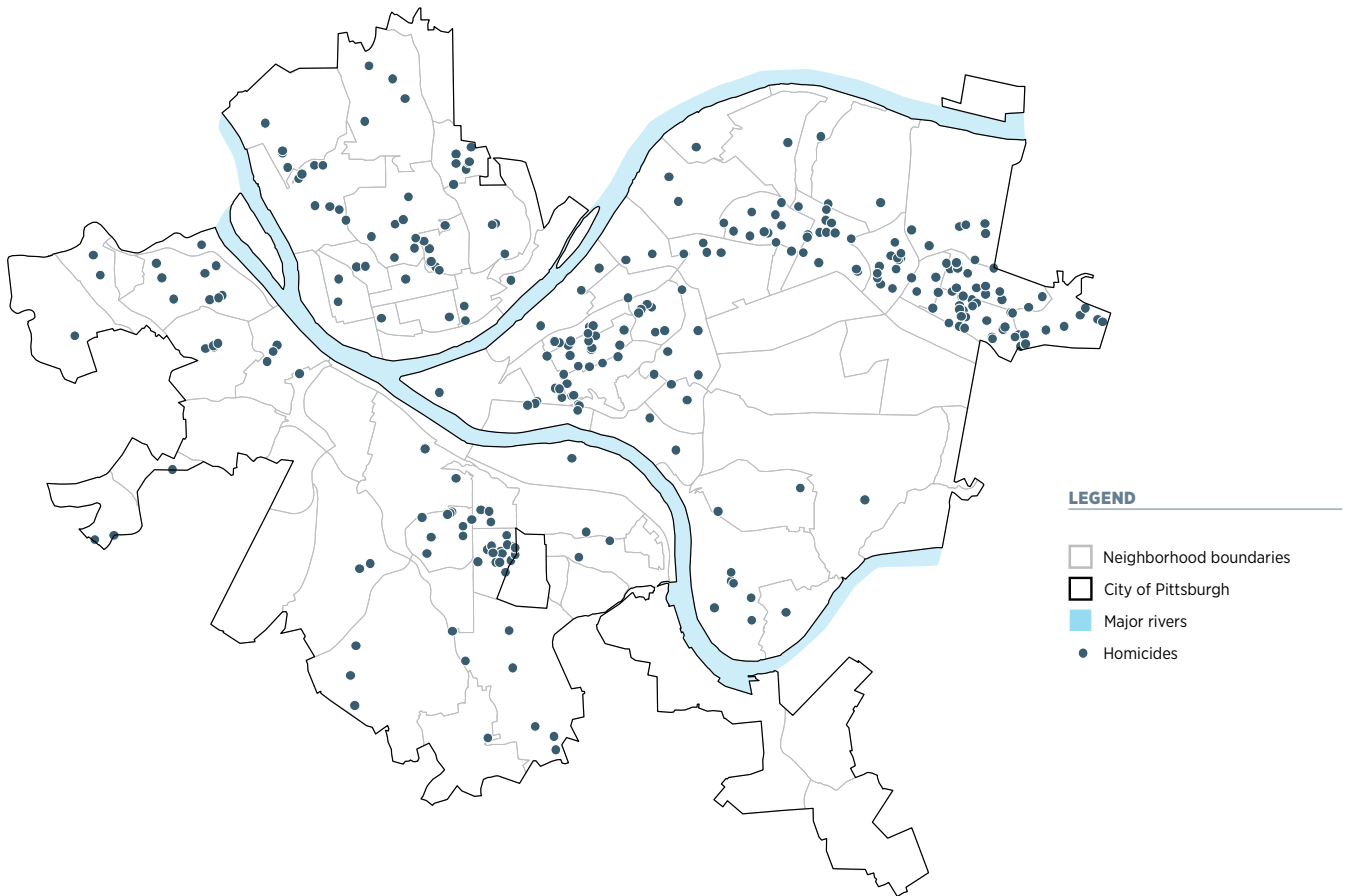 LEGEND
Neighborhood boundaries
City of Pittsburgh
Major rivers
Homicides